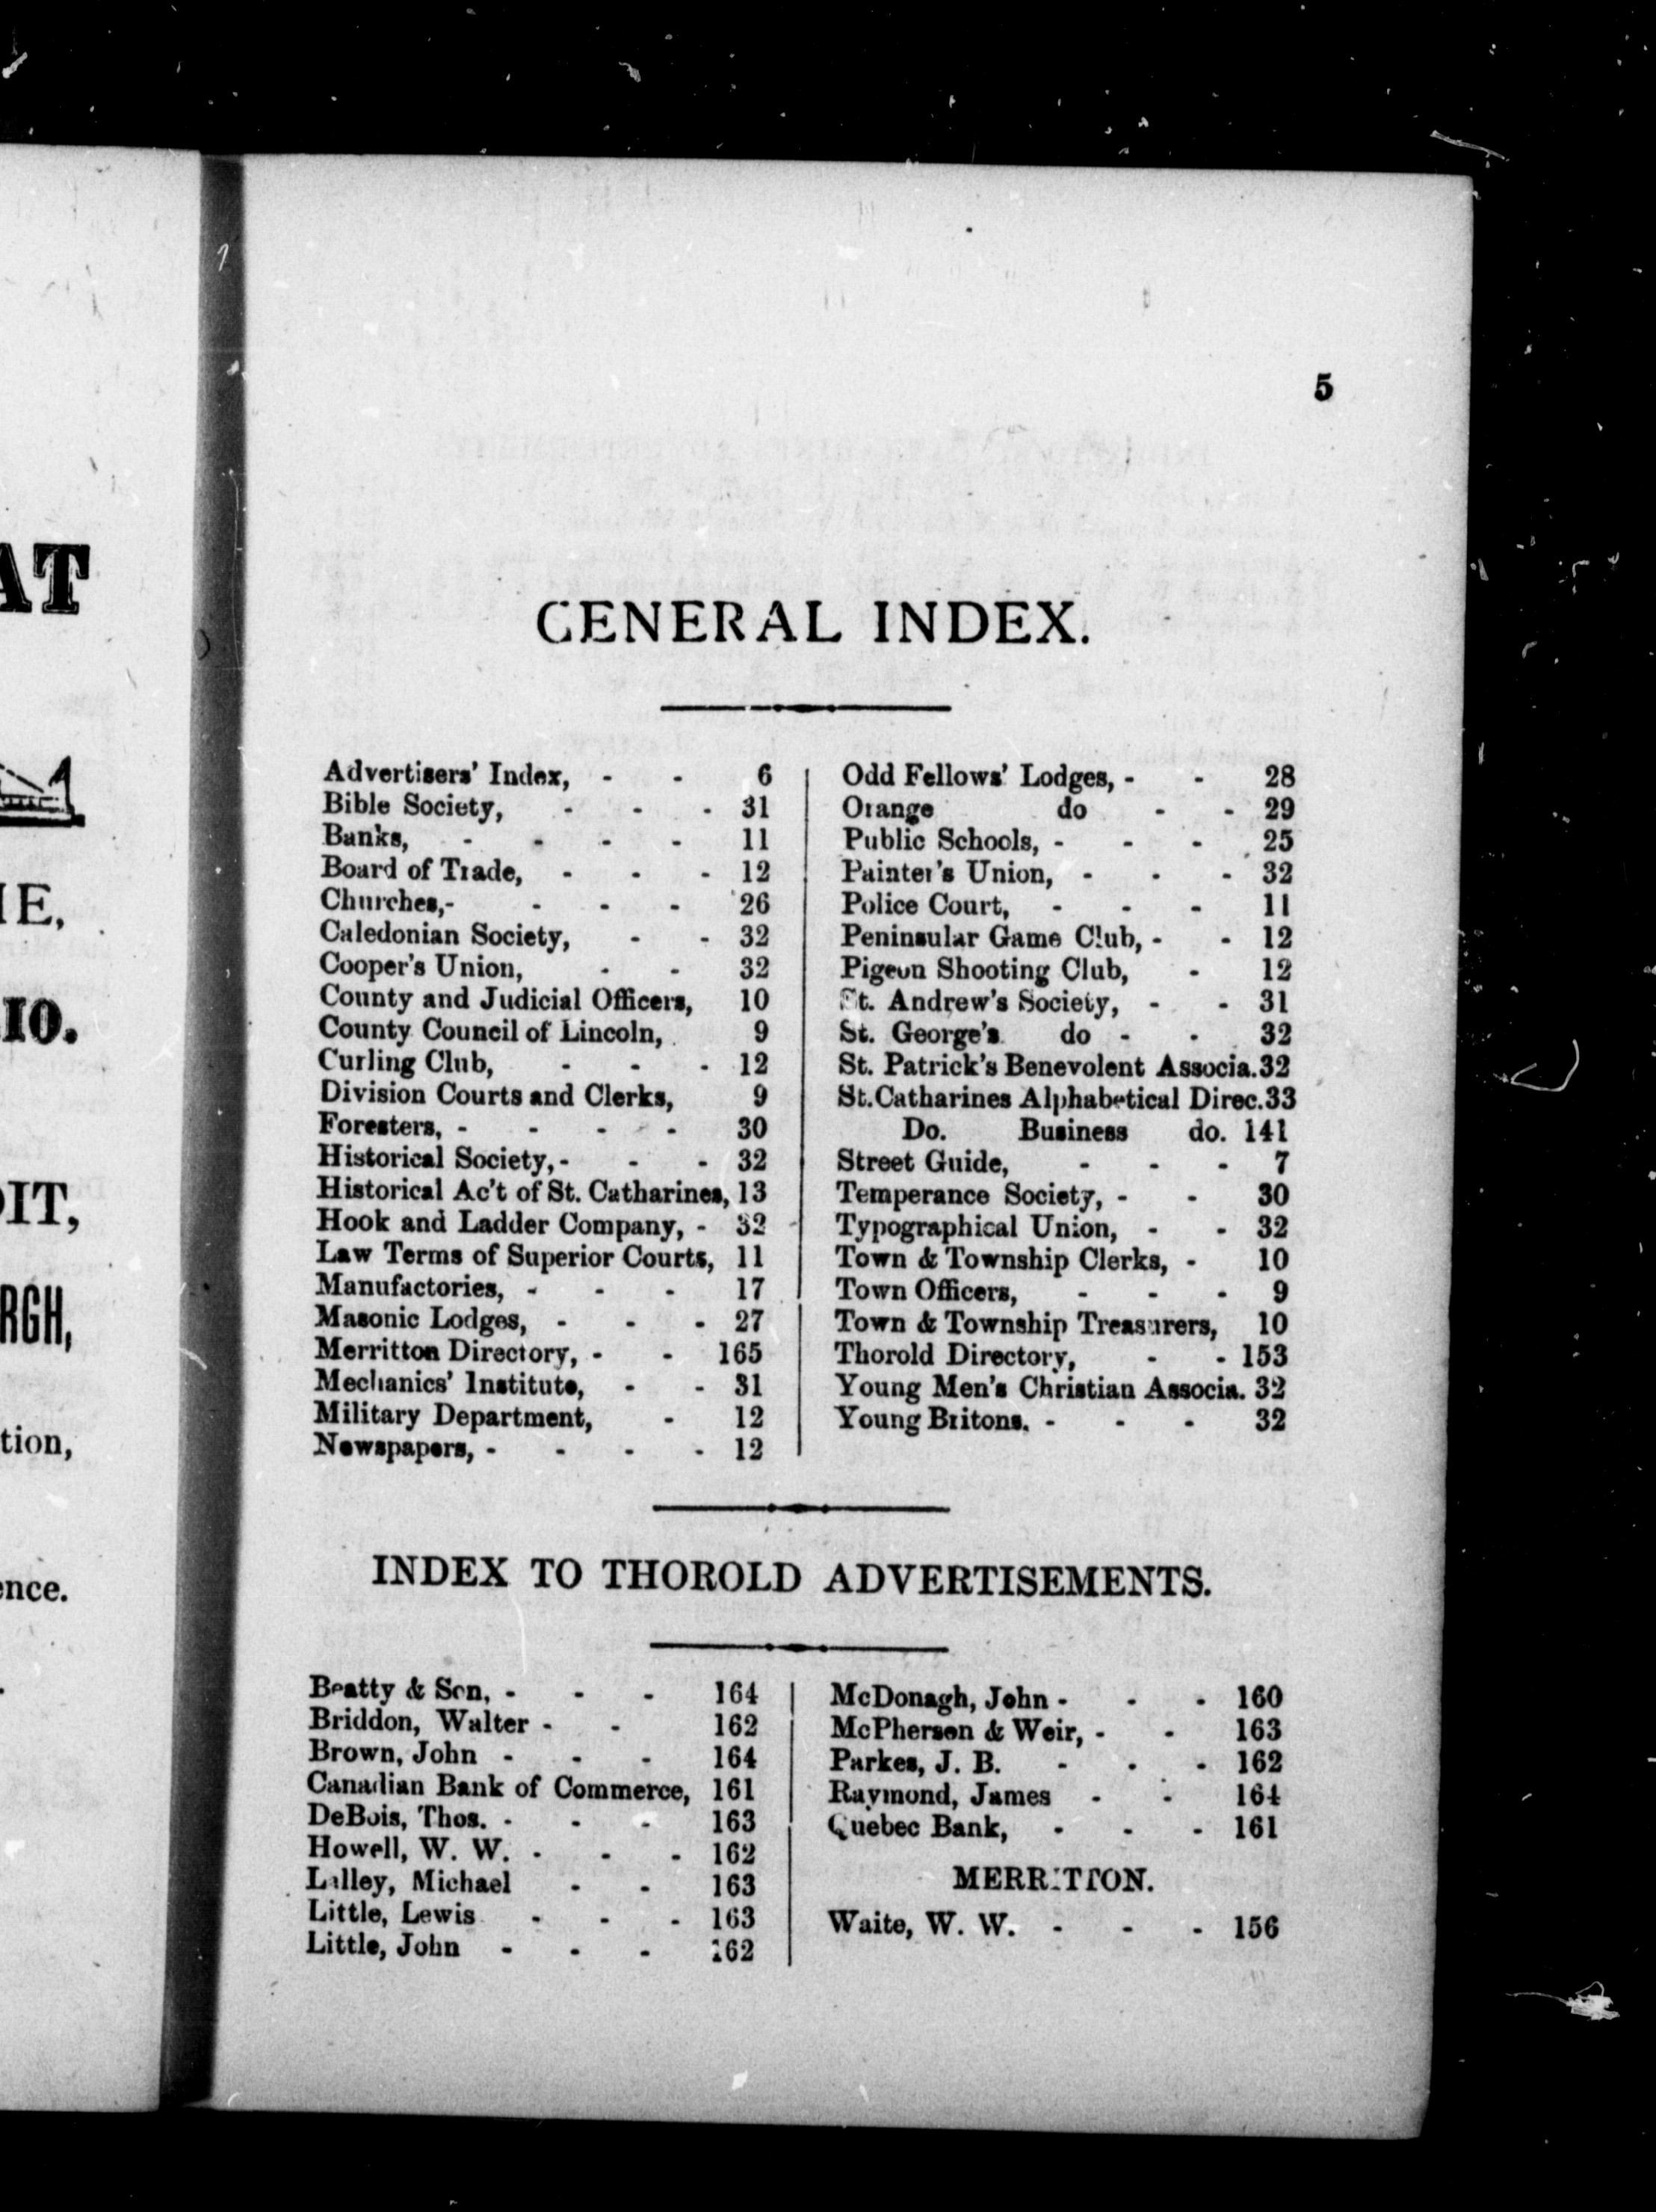 AT
IE,
IO.
IT,
RGH,
tion,
ence.
5
GENERAL INDEX.
Advertisers' Index, - - 6
Bible Society, - - - 31
Banks, - - - - 11
Board of Trade, - - - 12
Churches,- - - - 26
Caledonian Society, - - 32
Cooper's Union, - - 32
County and Judicial Officers, 10
County Council of Lincoln, 9
Curling Club, - - - 12
Division Courts and Clerks, 9
Foresters, - - - - 30
Historical Society,- - - 32
Historical Ac't of St. Catharines, 13
Hook and Ladder Company, - 32
Law Terms of Superior Courts, 11
Manufactories, - - - 17
Masonic Lodges, - - - 27
Merritton Directory, - - 165
Mechanics' Institute, - - 31
Military Department, - 12
Newspapers, - - - - 12
Odd Fellows' Lodges, - - 28
Orange do - - 29
Public Schools, - - - 25
Painter's Union, - - - 32
Police Court, - - - 11
Peninsular Game Club, - - 12
Pigeon Shooting Club, - 12
St. Andrew's Society, - - 31
St. George's do - - 32
St. Patrick's Benevolent Associa. 32
St. Catharines Alphabetical Direc. 33
Do. Business do. 141
Street Guide, - - - 7
Temperance Society, - - 30
Typographical Union, - - 32
Town & Township Clerks, - 10
Town Officers, - - - 9
Town & Township Treasurers, 10
Thorold Directory, - - 153
Young Men's Christian Associa. 32
Young Britons, - - - 32
INDEX TO THOROLD ADVERTISEMENTS.
Beatty & Son, - - - 164
Briddon, Walter - - 162
Brown, John - - - 164
Canadian Bank of Commerce, 161
DeBois, Thos. - - - 163
Howell, W. W. - - - 162
Lalley, Michael - - 163
Little, Lewis - - - 163
Little, John - - - 162
McDonagh, John - - - 160
McPherson & Weir, - - 163
Parkes, J. B. - - - 162
Raymond, James - - 164
Quebec Bank, - - - 161
MERRITTON.
Waite, W. W. - - - 156